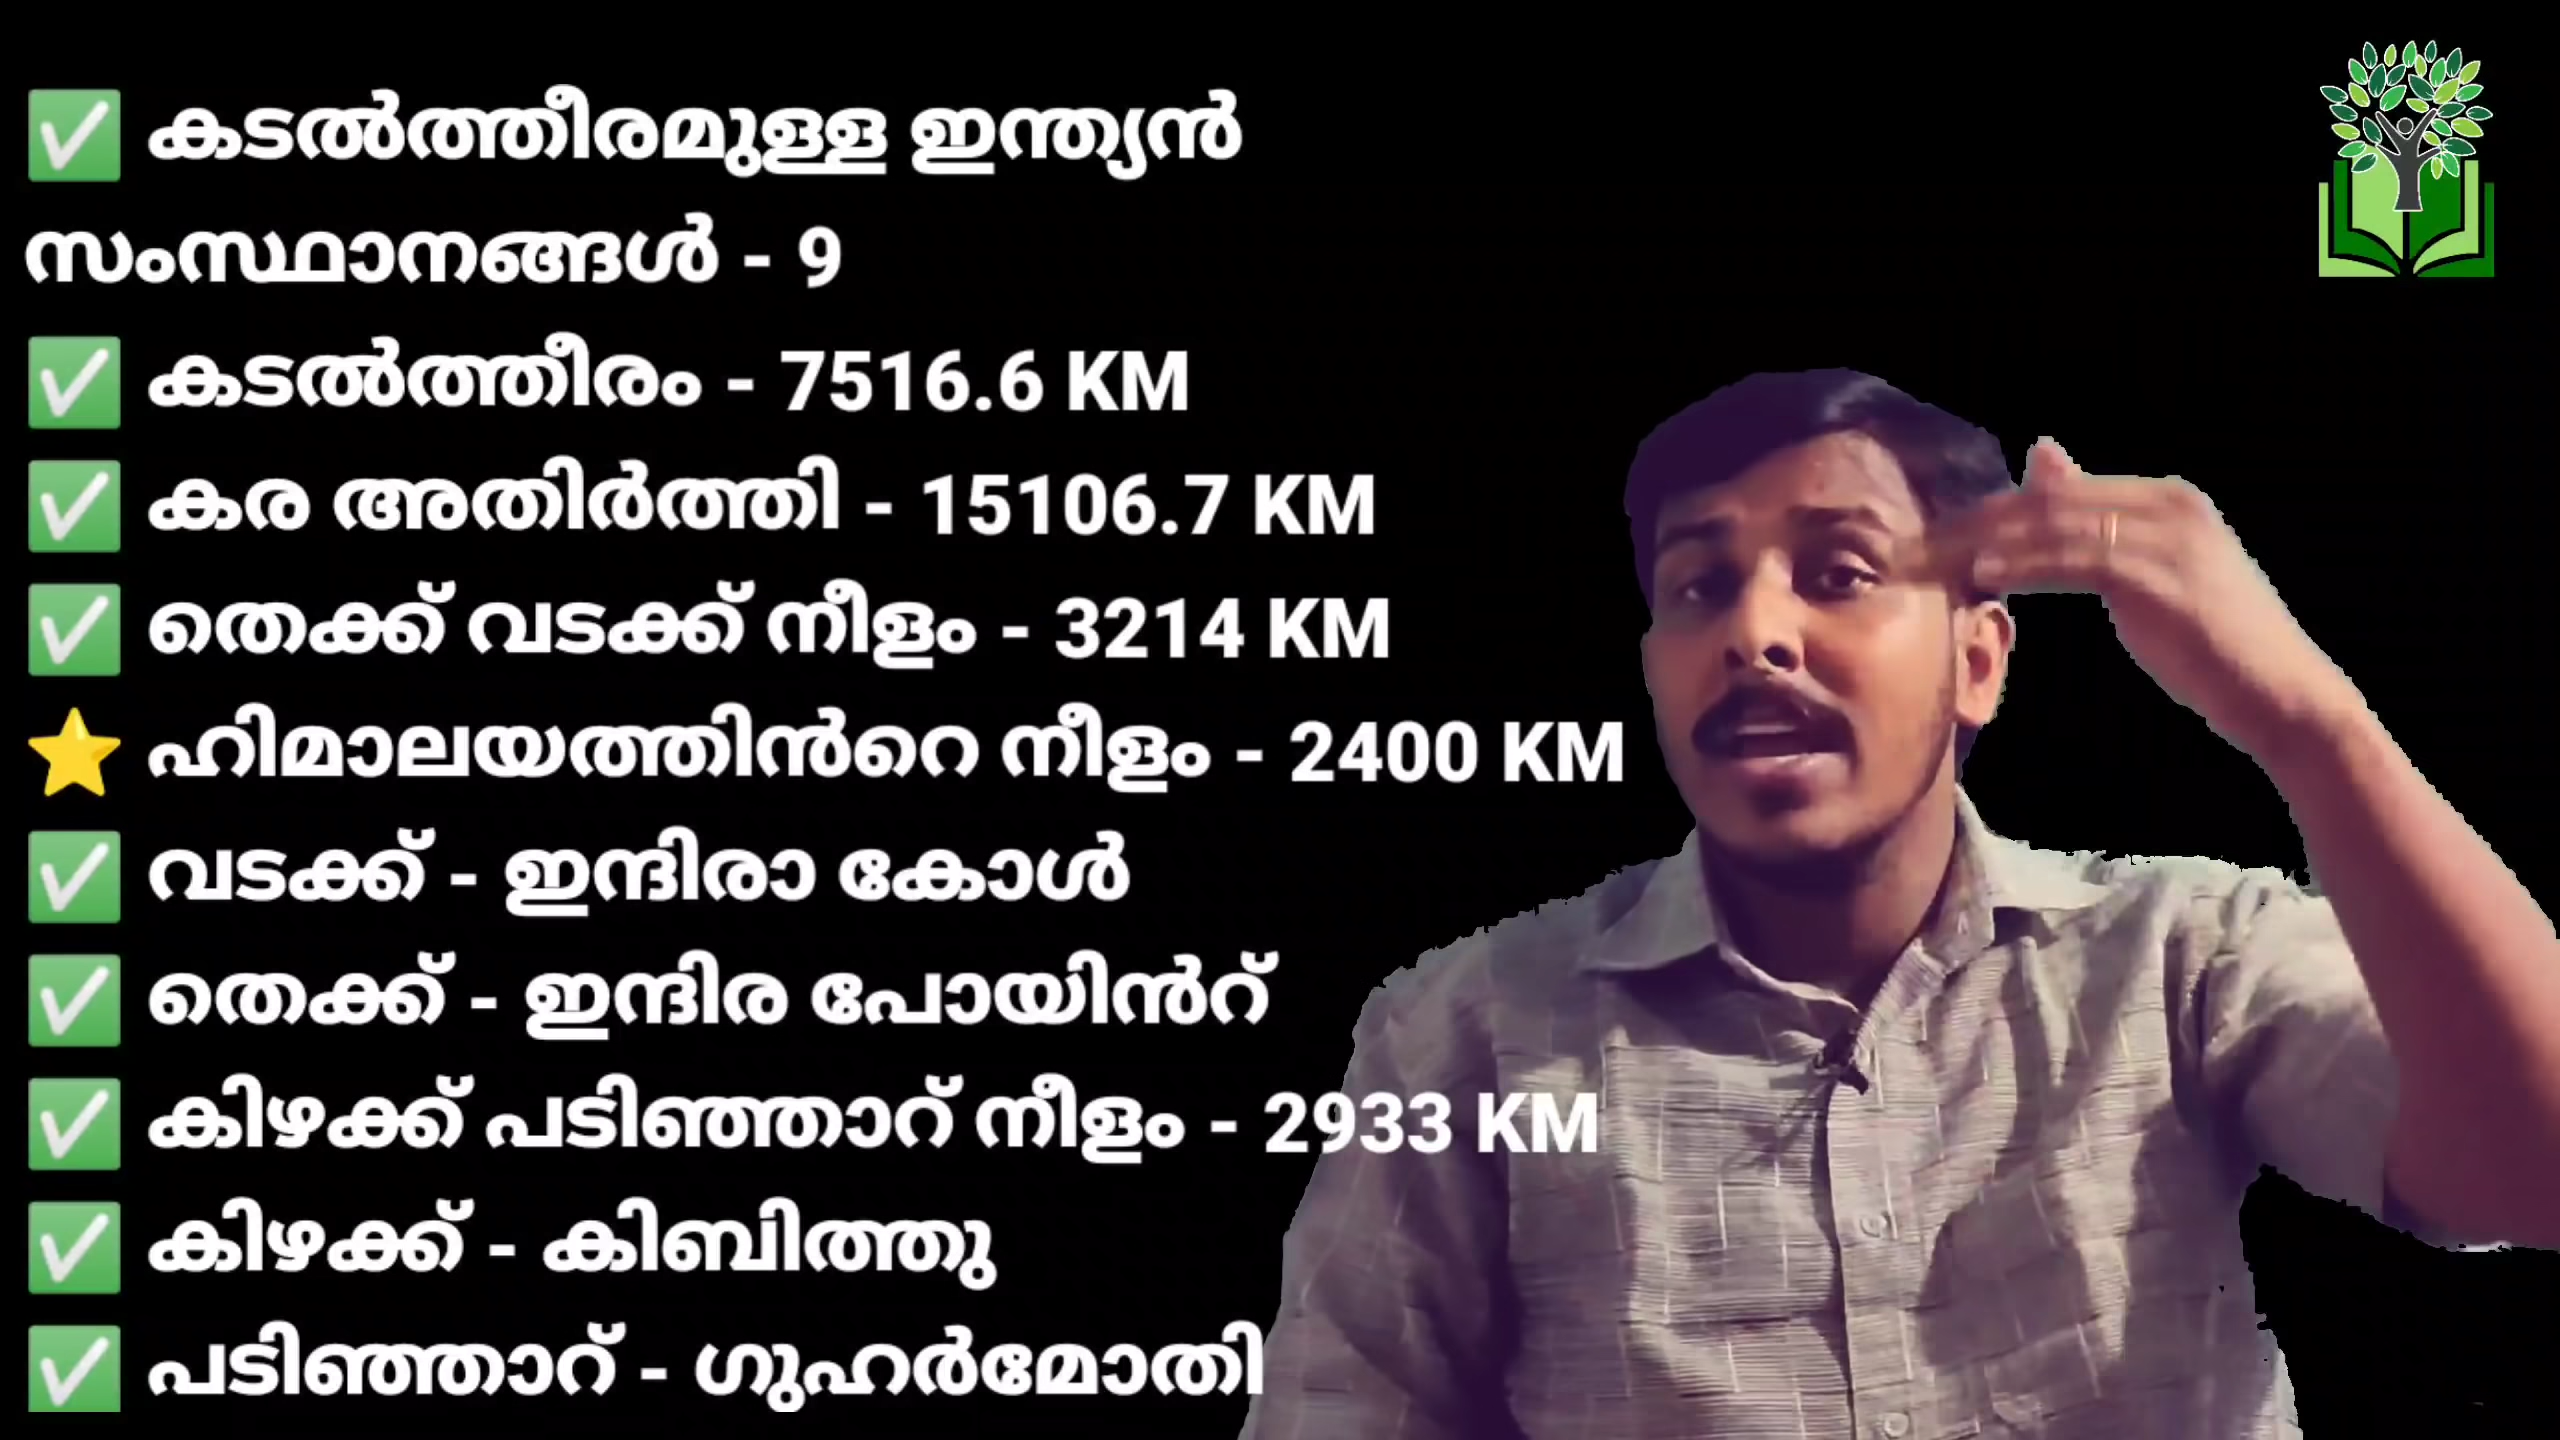 ✅ കടൽത്തീരമുള്ള ഇന്ത്യൻ
സംസ്ഥാനങ്ങൾ - 9
✅ കടൽത്തീരം - 7516.6 KM
✅ കര അതിർത്തി - 15106.7 KM
✅ തെക്ക് വടക്ക് നീളം - 3214 KM
⭐ ഹിമാലയത്തിൻറെ നീളം - 2400 KM
✅ വടക്ക് - ഇന്ദിരാ കോൾ
✅ തെക്ക് - ഇന്ദിര പോയിൻറ്
✅ കിഴക്ക് പടിഞ്ഞാറ് നീളം - 2933 KM
✅ കിഴക്ക് - കിബിത്തു
✅ പടിഞ്ഞാറ് - ഗുഹർമോതി